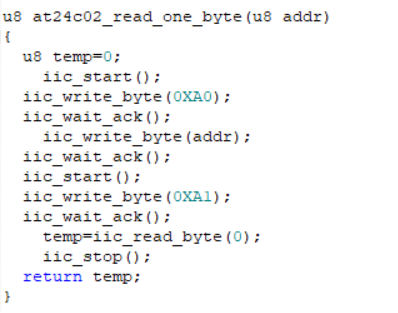 u8 at24c02_read_one_byte(u8 addr)
{
  u8 temp=0;
    iic_start();
  iic_write_byte(0XA0);
  iic_wait_ack();
    iic_write_byte(addr);
  iic_wait_ack();
  iic_start();
  iic_write_byte(0XA1);
  iic_wait_ack();
    temp=iic_read_byte(0);
    iic_stop();
  return temp;
}